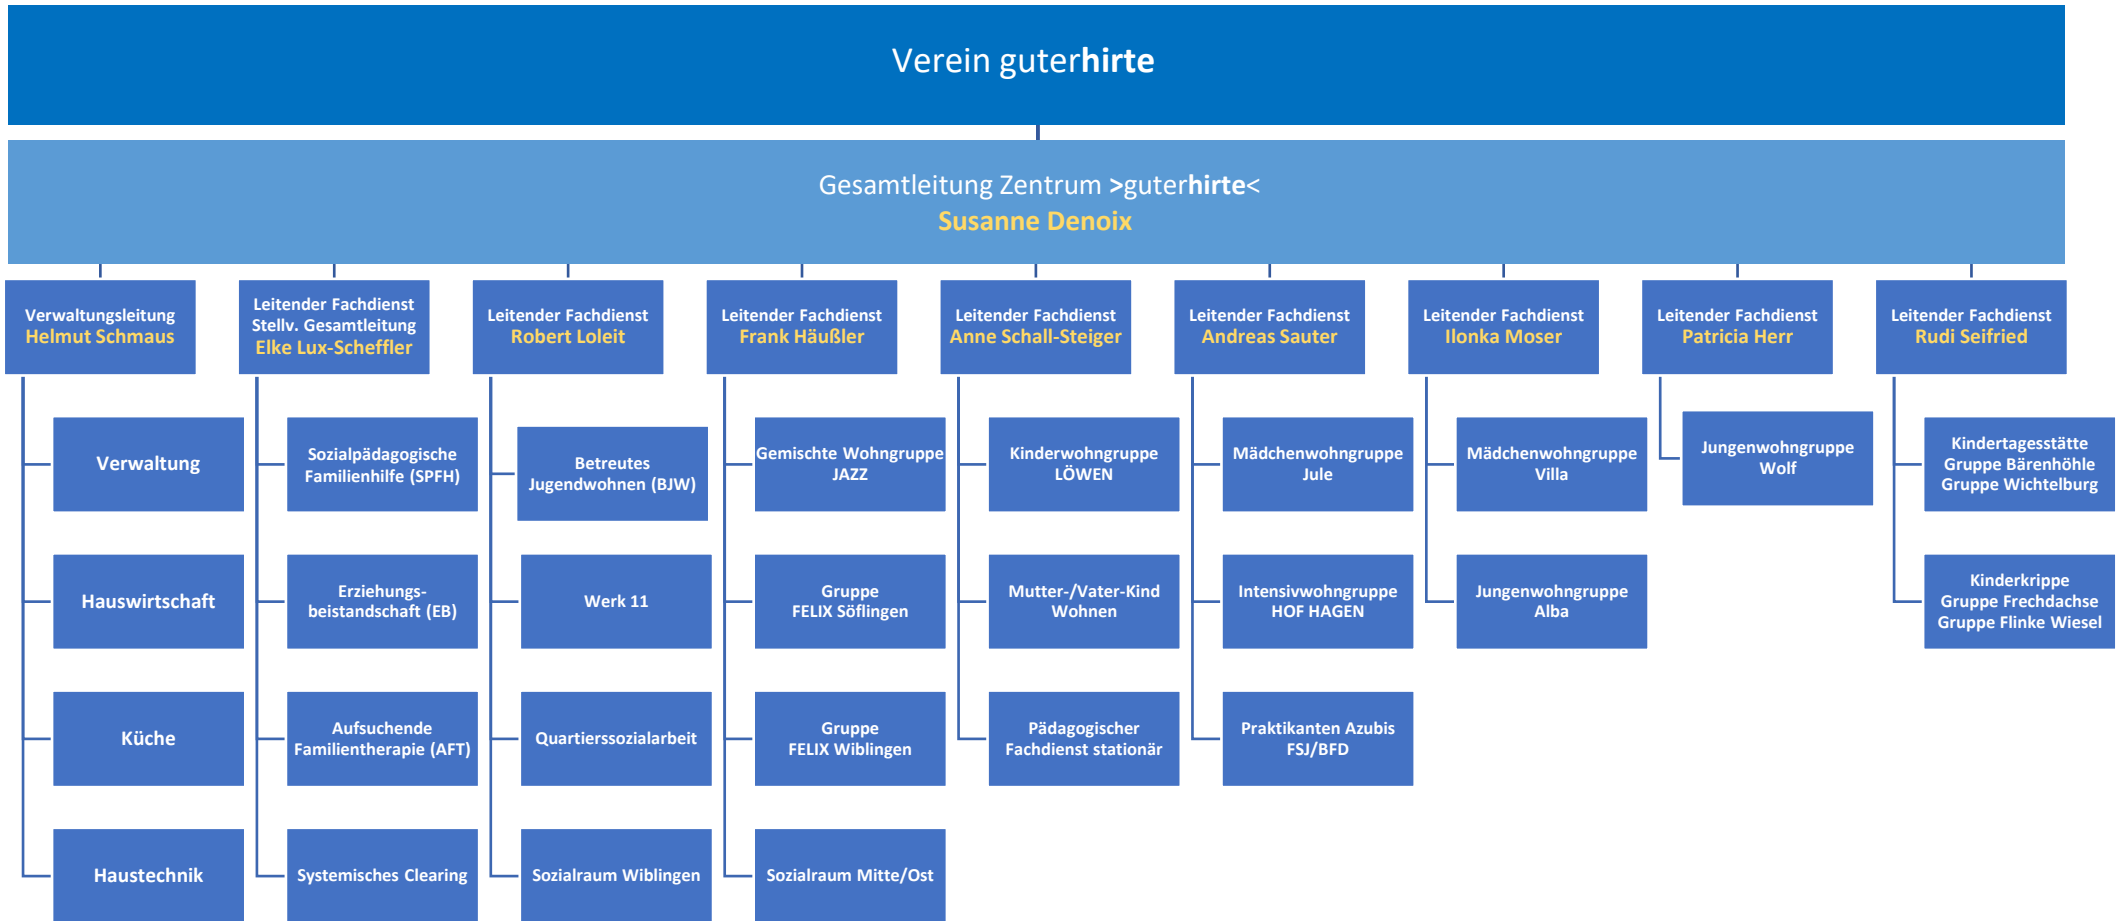 Verein guterhirte
Gesamtleitung Zentrum >guterhirte<
Susanne Denoix
Verwaltungsleitung
Helmut Schmaus
Verwaltung
Hauswirtschaft
Küche
Haustechnik
Leitender Fachdienst
Stellv. Gesamtleitung
Elke Lux-Scheffler
Sozialpädagogische
Familienhilfe (SPFH)
Erziehungs-
beistandschaft (EB)
Aufsuchende
Familientherapie (AFT)
Systemisches Clearing
Leitender Fachdienst
Robert Loleit
Betreutes
Jugendwohnen (BJW)
Werk 11
Quartierssozialarbeit
Sozialraum Wiblingen
Leitender Fachdienst
Frank Häußler
Gemischte Wohngruppe
JAZZ
Gruppe
FELIX Söflingen
Gruppe
FELIX Wiblingen
Sozialraum Mitte/Ost
Leitender Fachdienst
Anne Schall-Steiger
Kinderwohngruppe
LÖWEN
Mutter-/Vater-Kind
Wohnen
Pädagogischer
Fachdienst stationär
Leitender Fachdienst
Andreas Sauter
Mädchenwohngruppe
Jule
Intensivwohngruppe
HOF HAGEN
Praktikanten Azubis
FSJ/BFD
Leitender Fachdienst
Ilonka Moser
Mädchenwohngruppe
Villa
Jungenwohngruppe
Alba
Leitender Fachdienst
Patricia Herr
Jungenwohngruppe
Wolf
Leitender Fachdienst
Rudi Seifried
Kindertagesstätte
Gruppe Bärenhöhle
Gruppe Wichtelburg
Kinderkrippe
Gruppe Frechdachse
Gruppe Flinke Wiesel